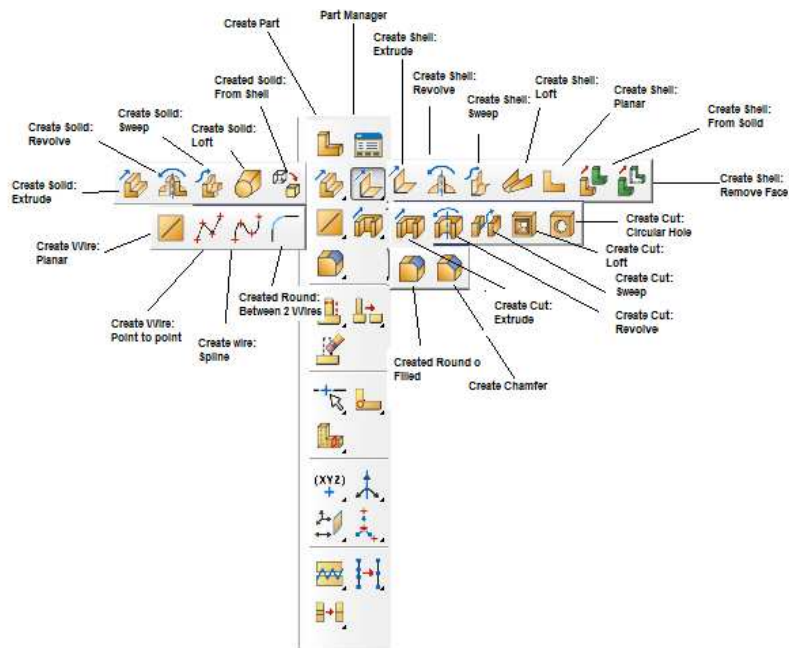 Create Part
Part Manager
Create Shell:
Extrude
Create Shell:
Revolve
Create Shell:
Sweep
Create Shell:
Loft
Create Shell:
Planar
Create Shell:
From Solid
Create Shell:
Remove Face
Created Solid:
From Shell
Create Solid:
Loft
Create Solid:
Sweep
Create Solid:
Revolve
Create Solid:
Extrude
Create Wire:
Planar
Create Wire:
Point to point
Create wire:
Spline
Created Round:
Between 2 Wires
Create Cut:
Circular Hole
Create Cut:
Loft
Create Cut:
Sweep
Create Cut:
Revolve
Create Cut:
Extrude
Created Round o
Filled
Create Chamfer
(XYZ)